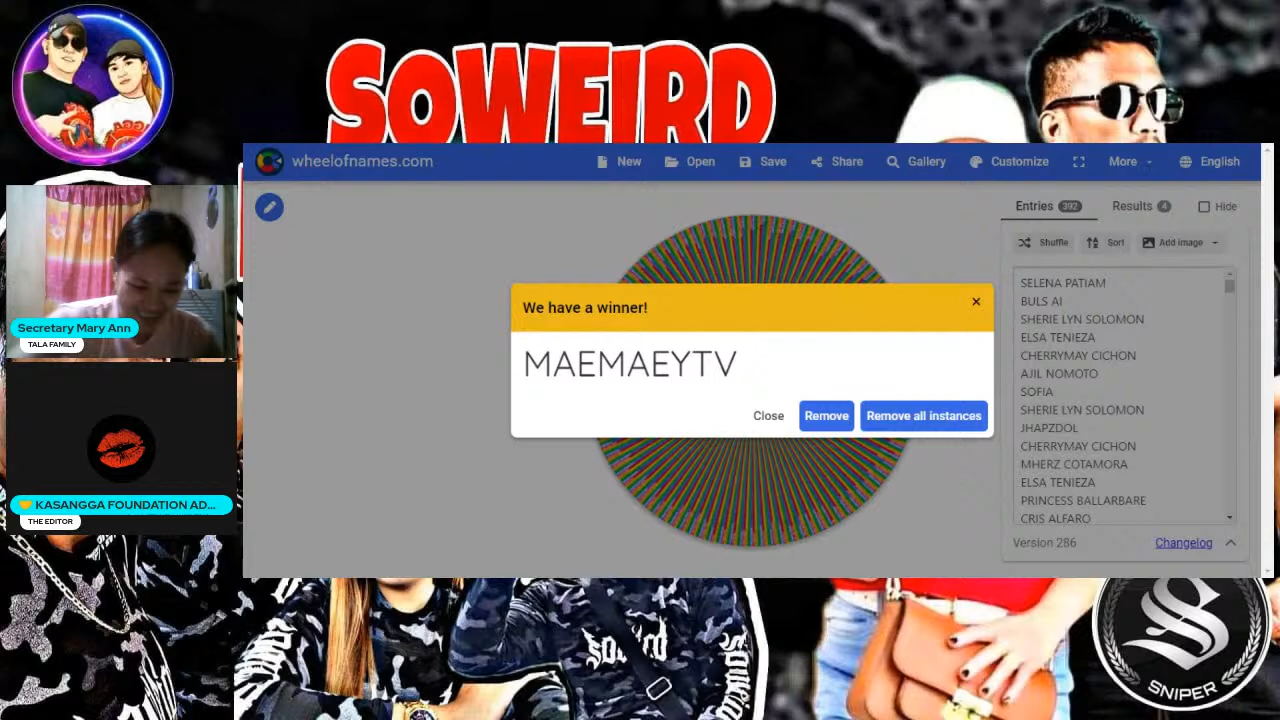 SOWEIRD
wheelofnames.com
New
Open
Save
Share
Gallery
Customize
More
English
Entries 392
Results 4
Hide
Shuffle
Sort
Add image
SELENA PATIAM
BULS AI
SHERIE LYN SOLOMON
ELSA TENIEZA
CHERRYMAY CICHON
AJIL NOMOTO
SOFIA
SHERIE LYN SOLOMON
JHAPZDOL
CHERRYMAY CICHON
MHERZ COTAMORA
ELSA TENIEZA
PRINCESS BALLARBARE
CRIS ALFARO
Version 286
Changelog
We have a winner!
MAEMAEYTV
Close
Remove
Remove all instances
Secretary Mary Ann
TALA FAMILY
KASANGGA FOUNDATION AD...
THE EDITOR
SNIPER